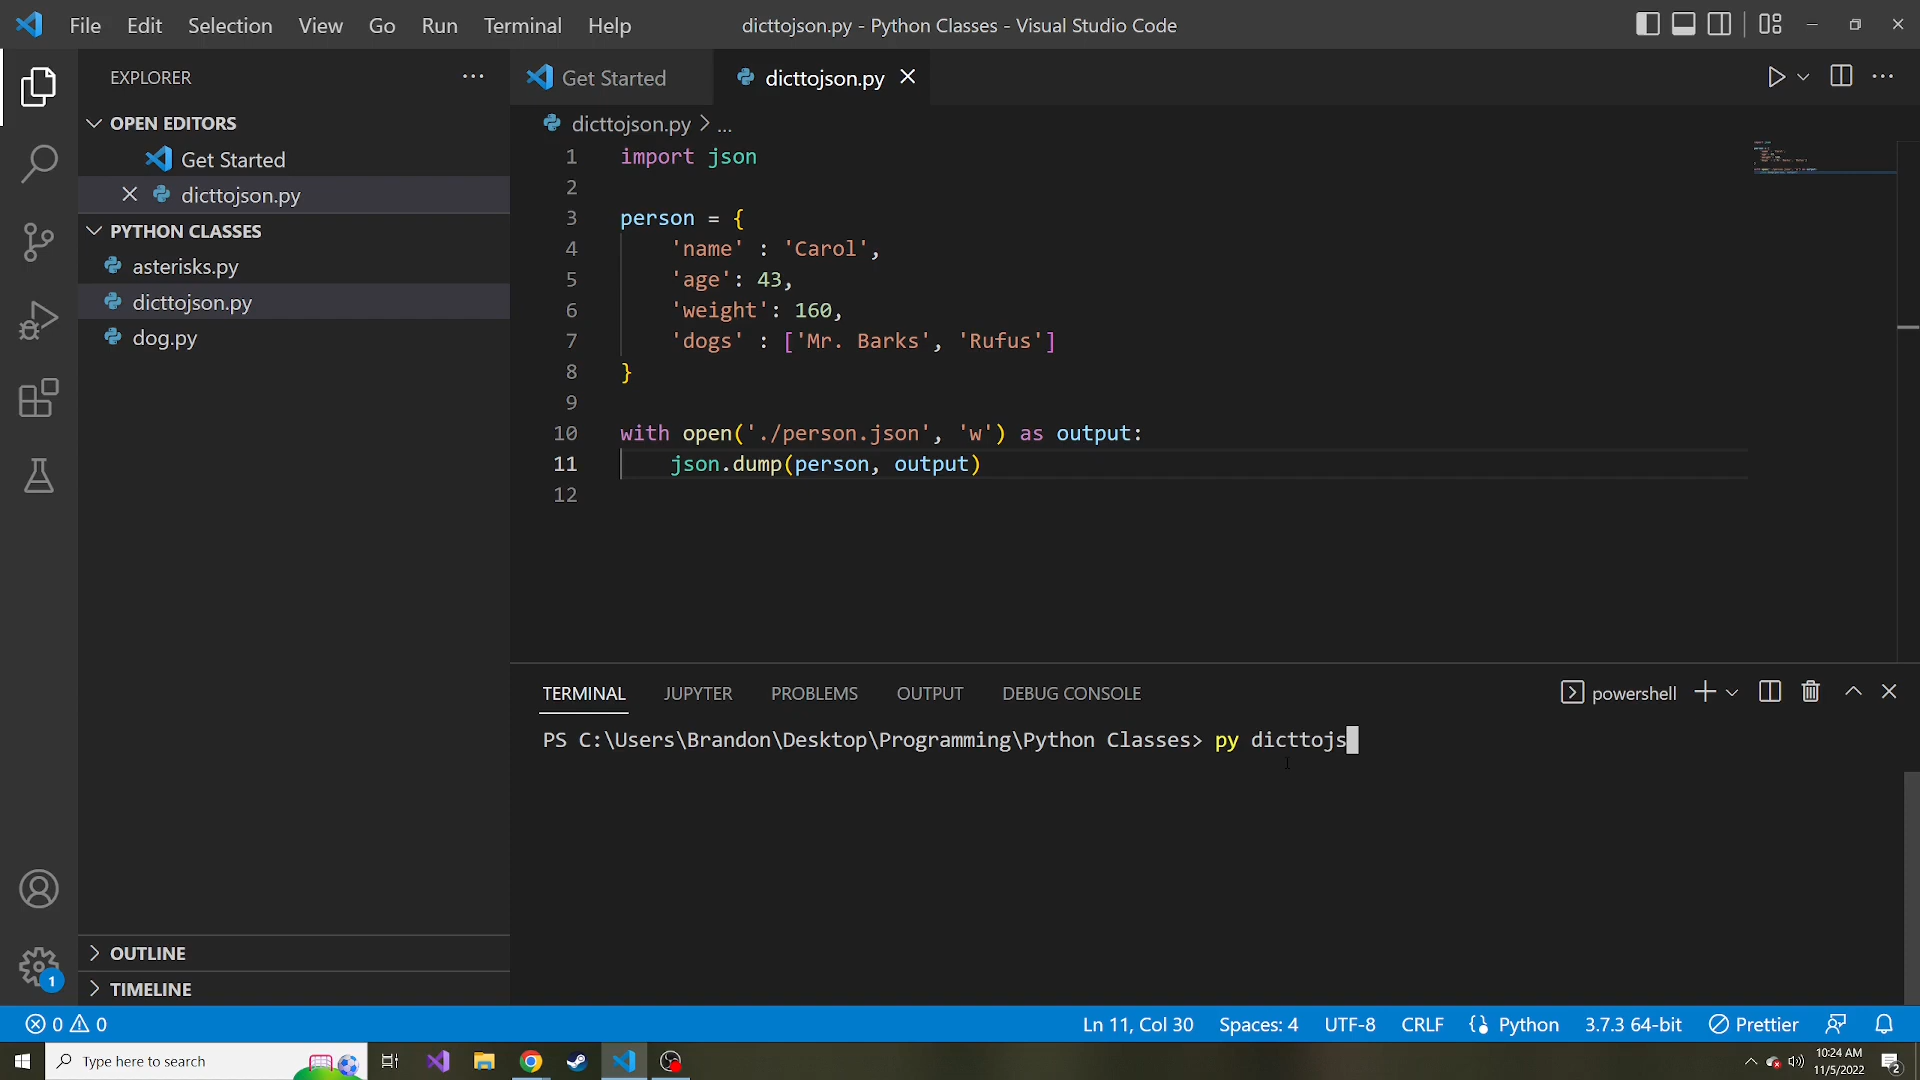 File Edit Selection View Go Run Terminal Help dicttojson.py - Python Classes - Visual Studio Code
EXPLORER
OPEN EDITORS
Get Started
dicttojson.py
PYTHON CLASSES
asterisks.py
dicttojson.py
dog.py
OUTLINE
TIMELINE
Get Started dicttojson.py
dicttojson.py > ...
1 import json
2
3 person = {
4 'name' : 'Carol',
5 'age': 43,
6 'weight': 160,
7 'dogs' : ['Mr. Barks', 'Rufus']
8 }
9
10 with open('./person.json', 'w') as output:
11 json.dump(person, output)
12
TERMINAL JUPYTER PROBLEMS OUTPUT DEBUG CONSOLE powershell
PS C:\Users\Brandon\Desktop\Programming\Python Classes> py dicttojs
1
0 0 Ln 11, Col 30 Spaces: 4 UTF-8 CRLF {} Python 3.7.3 64-bit Prettier
Type here to search
10:24 AM
11/5/2022
2